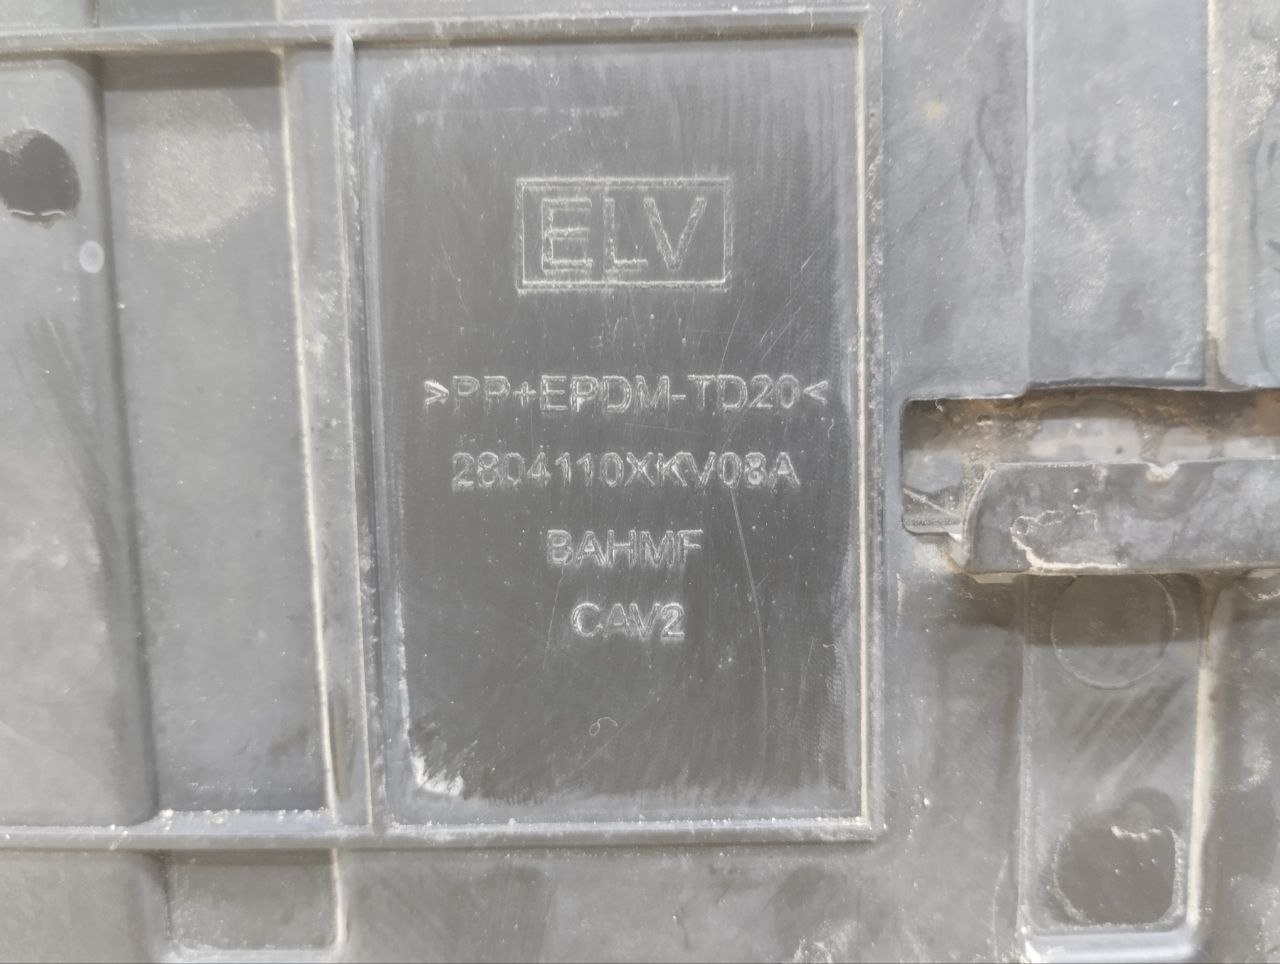 ELV
>PP+EPDM-TD20<
2804110XKV08A
BAHMF
CAV2